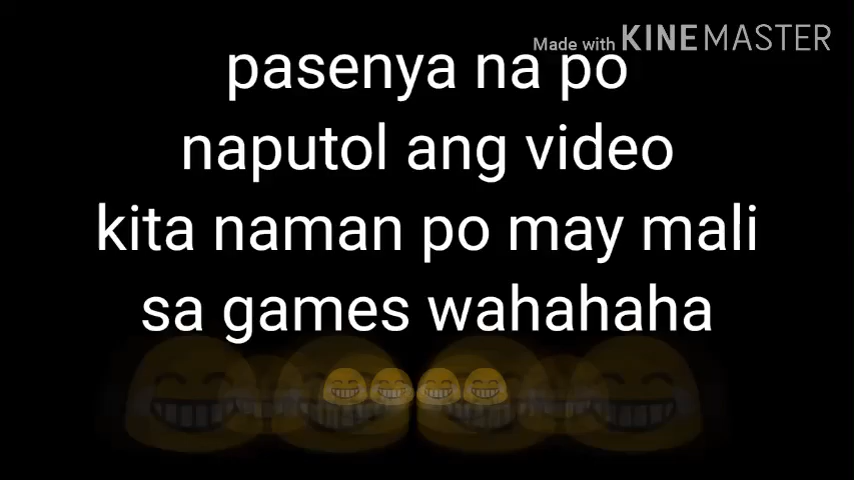 Made with KINEMASTER
pasenya na po
naputol ang video
kita naman po may mali
sa games wahahaha